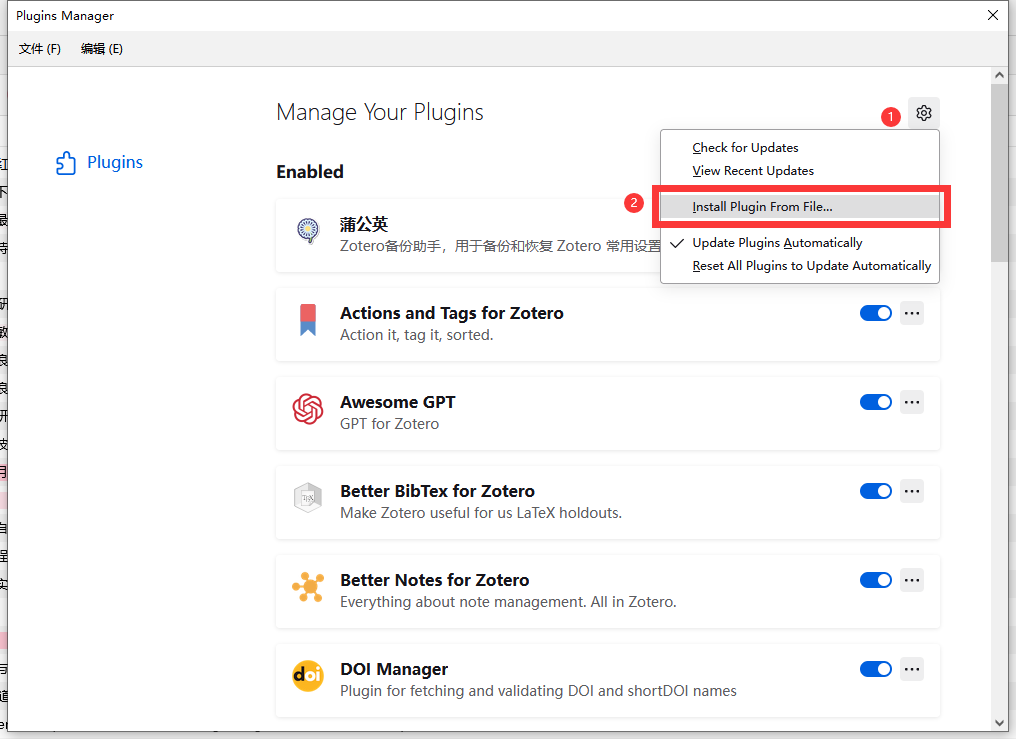 Plugins Manager
文件 (F) 编辑 (E)
Manage Your Plugins
1
Plugins
Check for Updates
View Recent Updates
Enabled
2
Install Plugin From File...
蒲公英
Zotero备份助手，用于备份和恢复 Zotero 常用设置
Update Plugins Automatically
Reset All Plugins to Update Automatically
Actions and Tags for Zotero
Action it, tag it, sorted.
Awesome GPT
GPT for Zotero
Better BibTex for Zotero
Make Zotero useful for us LaTeX holdouts.
Better Notes for Zotero
Everything about note management. All in Zotero.
doi
DOI Manager
Plugin for fetching and validating DOI and shortDOI names